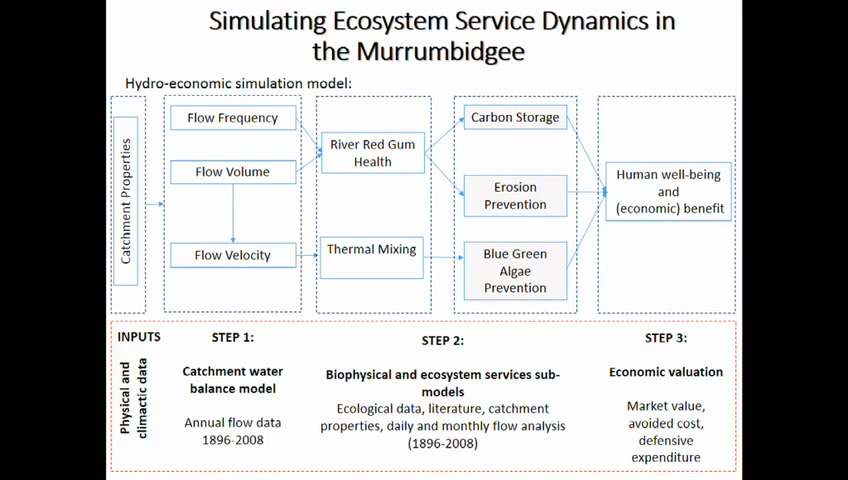 Simulating Ecosystem Service Dynamics in
the Murrumbidgee
Hydro-economic simulation model:
Catchment Properties
Flow Frequency
Flow Volume
Flow Velocity
River Red Gum
Health
Thermal Mixing
Carbon Storage
Erosion
Prevention
Blue Green
Algae
Prevention
Human well-being
and
(economic) benefit
INPUTS
Physical and
climactic data
STEP 1:
Catchment water
balance model
Annual flow data
1896-2008
STEP 2:
Biophysical and ecosystem services sub-
models
Ecological data, literature, catchment
properties, daily and monthly flow analysis
(1896-2008)
STEP 3:
Economic valuation
Market value,
avoided cost,
defensive
expenditure